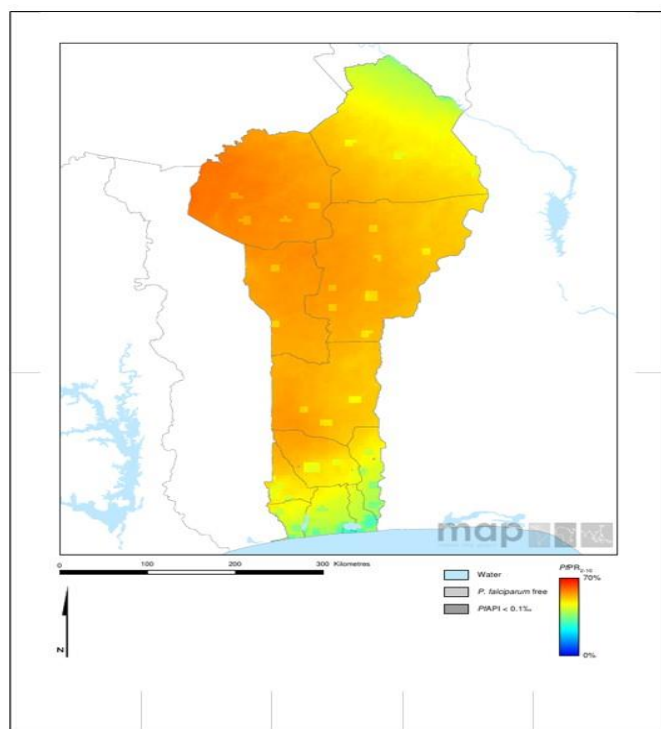 map
0 100 200 300 Kilometres
Water
P. falciparum free
PfAPI < 0.1‰
PfPR2-10
70%
0%
N